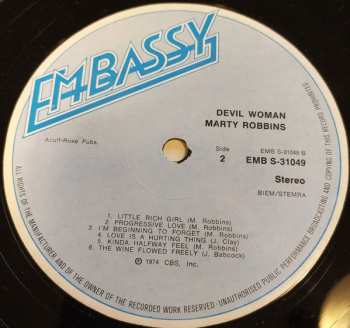 EMBASSY
DEVIL WOMAN
MARTY ROBBINS
Acuff-Rose Pubs.
Side
2
EMB S-31049 B
EMB S-31049
Stereo
BIEM/STEMRA
1. LITTLE RICH GIRL (M. Robbins)
2. PROGRESSIVE LOVE (M. Robbins)
3. I'M BEGINNING TO FORGET (M. Robbins)
4. LOVE IS A HURTING THING (J. Clay)
5. KINDA HALFWAY FEEL (M. Robbins)
6. THE WINE FLOWED FREELY (J. Babcock)
℗ 1974 CBS, Inc.
ALL RIGHTS OF THE MANUFACTURER AND OF THE OWNER OF THE RECORDED WORK RESERVED. UNAUTHORISED PUBLIC PERFORMANCE BROADCASTING AND COPYING OF THIS RECORD PROHIBITED